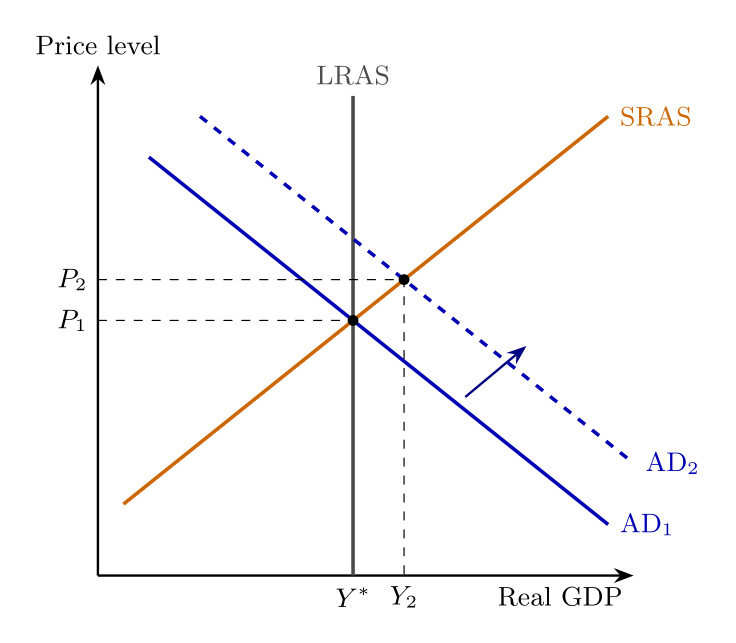 Price level
LRAS
SRAS
P₂
P₁
AD₂
AD₁
Y* Y₂
Real GDP